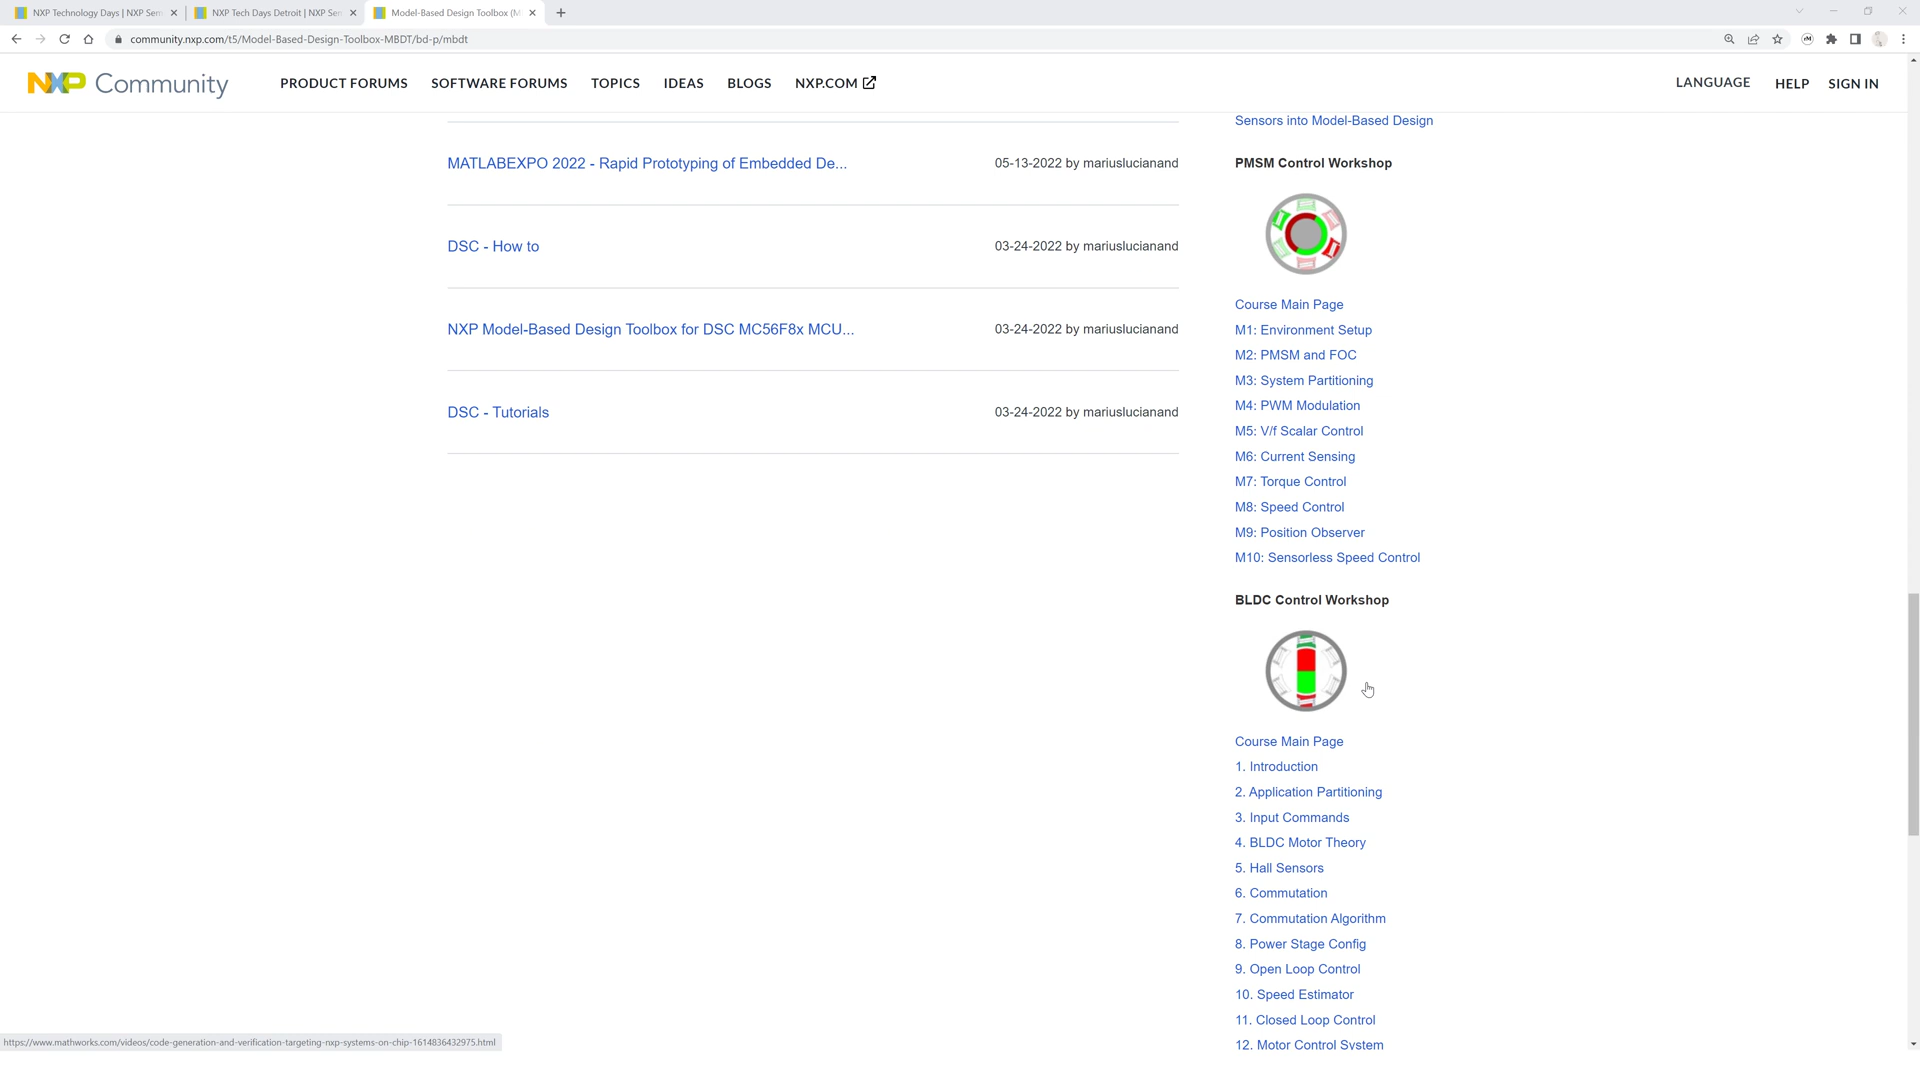 NXP Technology Days | NXP Sem
NXP Tech Days Detroit | NXP Sem
Model-Based Design Toolbox (M
community.nxp.com/t5/Model-Based-Design-Toolbox-MBDT/bd-p/mbdt
NXP Community
PRODUCT FORUMS
SOFTWARE FORUMS
TOPICS
IDEAS
BLOGS
NXP.COM
LANGUAGE
HELP
SIGN IN
MATLABEXPO 2022 - Rapid Prototyping of Embedded De...
05-13-2022 by mariuslucianand
DSC - How to
03-24-2022 by mariuslucianand
NXP Model-Based Design Toolbox for DSC MC56F8x MCU...
03-24-2022 by mariuslucianand
DSC - Tutorials
03-24-2022 by mariuslucianand
Sensors into Model-Based Design
PMSM Control Workshop
Course Main Page
M1: Environment Setup
M2: PMSM and FOC
M3: System Partitioning
M4: PWM Modulation
M5: V/f Scalar Control
M6: Current Sensing
M7: Torque Control
M8: Speed Control
M9: Position Observer
M10: Sensorless Speed Control
BLDC Control Workshop
Course Main Page
1. Introduction
2. Application Partitioning
3. Input Commands
4. BLDC Motor Theory
5. Hall Sensors
6. Commutation
7. Commutation Algorithm
8. Power Stage Config
9. Open Loop Control
10. Speed Estimator
11. Closed Loop Control
12. Motor Control System
https://www.mathworks.com/videos/code-generation-and-verification-targeting-nxp-systems-on-chip-1614836432975.html